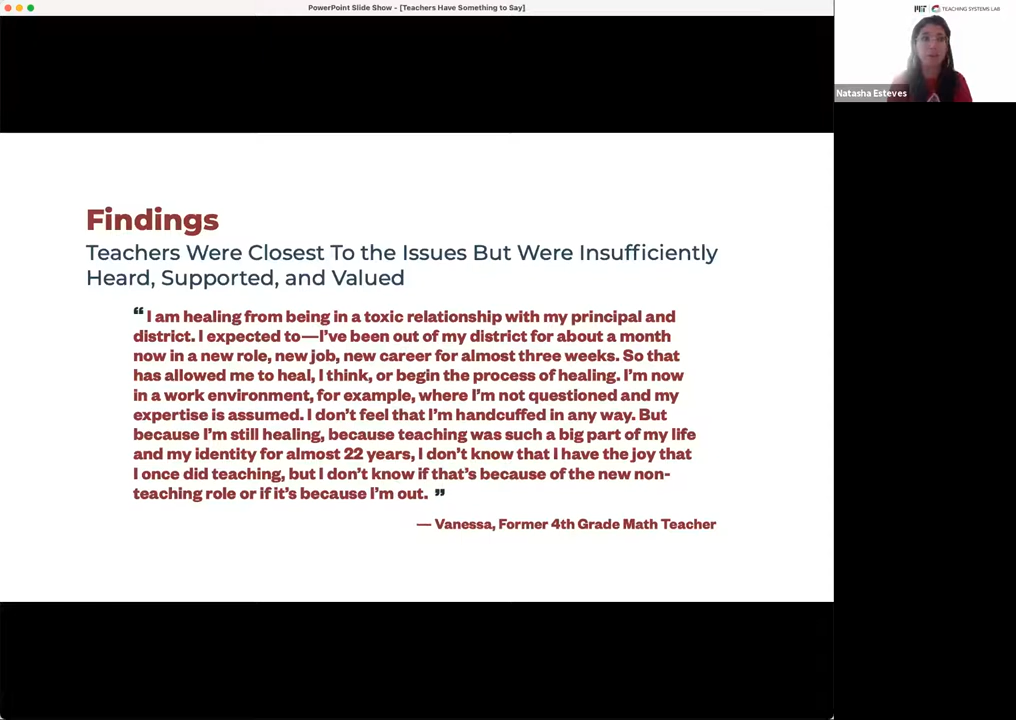 PowerPoint Slide Show - [Teachers Have Something to Say]
MIT TEACHING SYSTEMS LAB
Natasha Esteves
Findings
Teachers Were Closest To the Issues But Were Insufficiently
Heard, Supported, and Valued
“ I am healing from being in a toxic relationship with my principal and
district. I expected to—I’ve been out of my district for about a month
now in a new role, new job, new career for almost three weeks. So that
has allowed me to heal, I think, or begin the process of healing. I’m now
in a work environment, for example, where I’m not questioned and my
expertise is assumed. I don’t feel that I’m handcuffed in any way. But
because I’m still healing, because teaching was such a big part of my life
and my identity for almost 22 years, I don’t know that I have the joy that
I once did teaching, but I don’t know if that’s because of the new non-
teaching role or if it’s because I’m out. ”
— Vanessa, Former 4th Grade Math Teacher